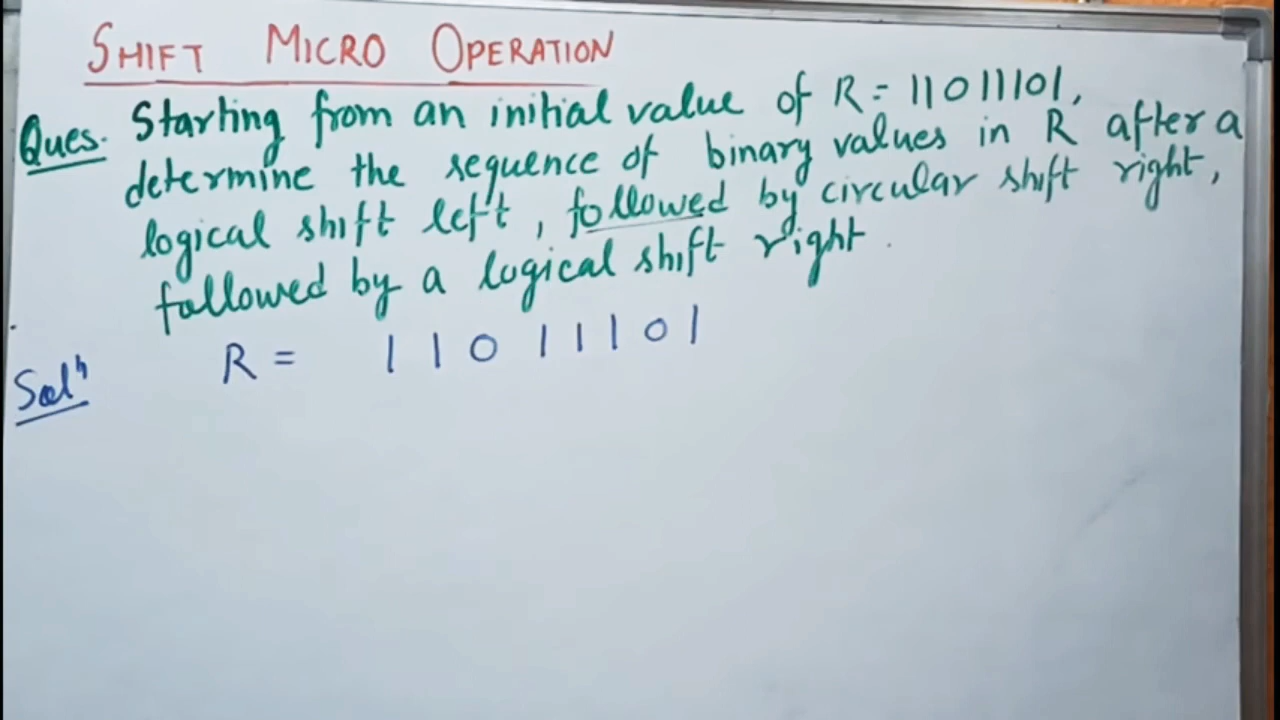 SHIFT MICRO OPERATION
Ques. Starting from an initial value of R = 11011101,
determine the sequence of binary values in R after a
logical shift left, followed by circular shift right,
followed by a logical shift right.
Solⁿ R = 1 1 0 1 1 1 0 1